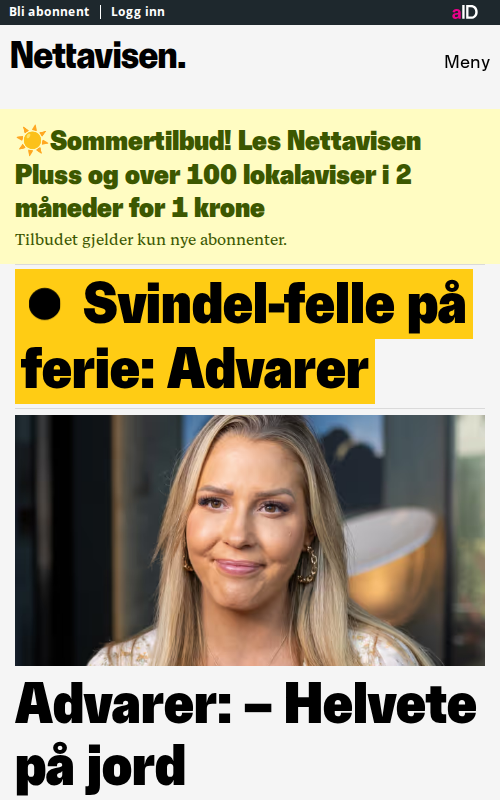 Bli abonnent | Logg inn
aID
Nettavisen.
Meny
☀️Sommertilbud! Les Nettavisen
Pluss og over 100 lokalaviser i 2
måneder for 1 krone
Tilbudet gjelder kun nye abonnenter.
● Svindel-felle på
ferie: Advarer
Advarer: – Helvete
på jord